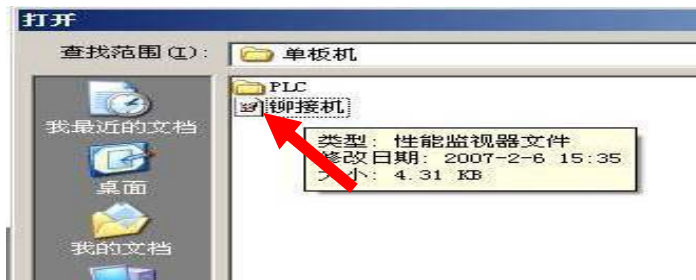 打开
查找范围(I):
单板机
PLC
铆接机
我最近的文档
类型: 性能监视器文件
修改日期: 2007-2-6 15:35
大小: 4.31 KB
桌面
我的文档